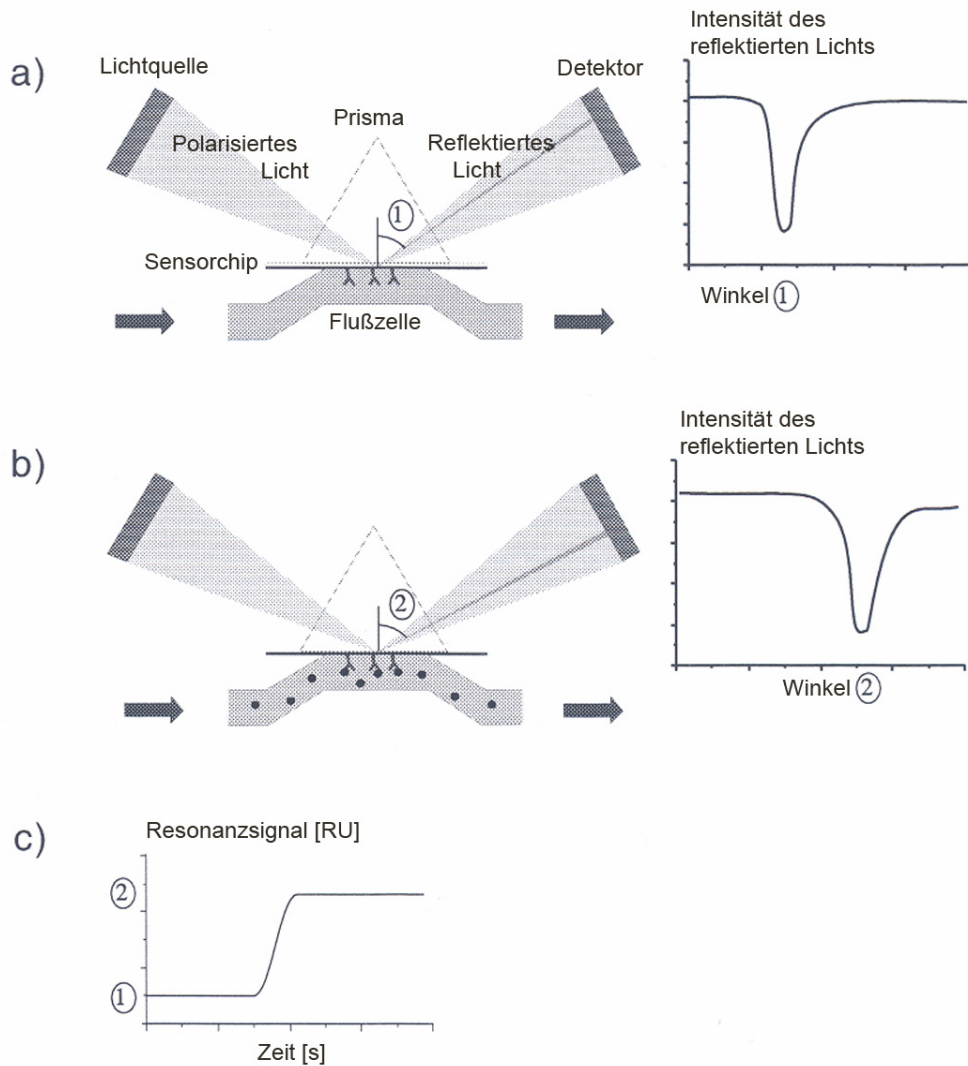 a)
Lichtquelle
Polarisiertes
Licht
Prisma
Reflektiertes
Licht
Detektor
①
Sensorchip
Flußzelle
Intensität des
reflektierten Lichts
Winkel ①
b)
②
Intensität des
reflektierten Lichts
Winkel ②
c)
Resonanzsignal [RU]
②
①
Zeit [s]